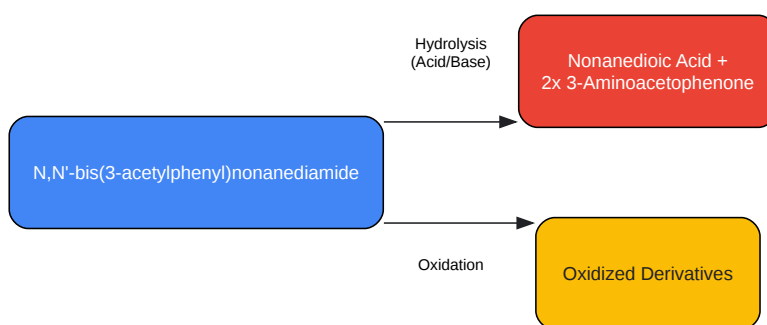 Hydrolysis
(Acid/Base)
Nonanedioic Acid +
2x 3-Aminoacetophenone
N,N'-bis(3-acetylphenyl)nonanediamide
Oxidation
Oxidized Derivatives